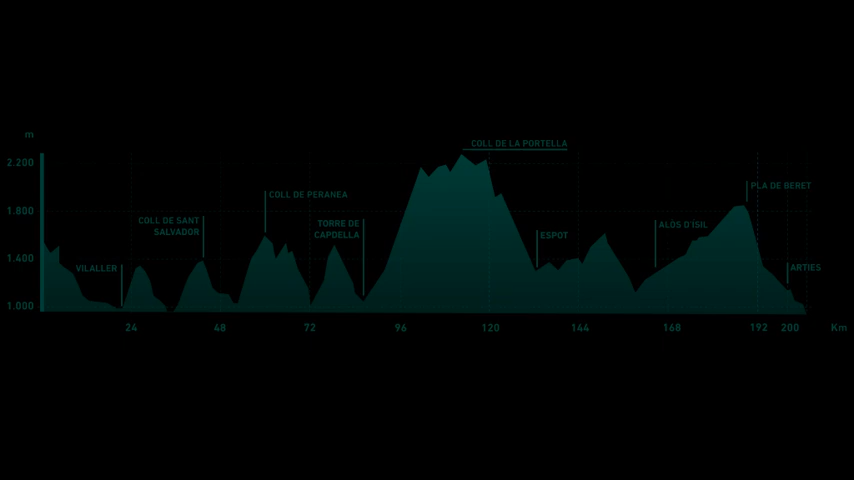 m
COLL DE LA PORTELLA
2.200
PLA DE BERET
COLL DE PERANEA
1.800
COLL DE SANT
SALVADOR
TORRE DE
CAPDELLA
ALÓS D'ÍSIL
ESPOT
1.400
VILALLER
ARTIES
1.000
24 48 72 96 120 144 168 192 200 Km